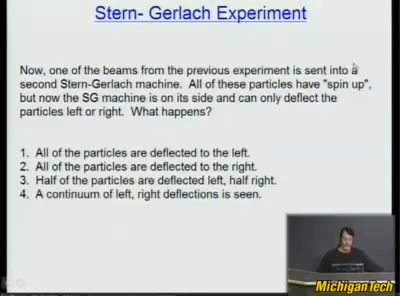 Stern- Gerlach Experiment
Now, one of the beams from the previous experiment is sent into a
second Stern-Gerlach machine. All of these particles have "spin up",
but now the SG machine is on its side and can only deflect the
particles left or right. What happens?
1. All of the particles are deflected to the left.
2. All of the particles are deflected to the right.
3. Half of the particles are deflected left, half right.
4. A continuum of left, right deflections is seen.
MichiganTech